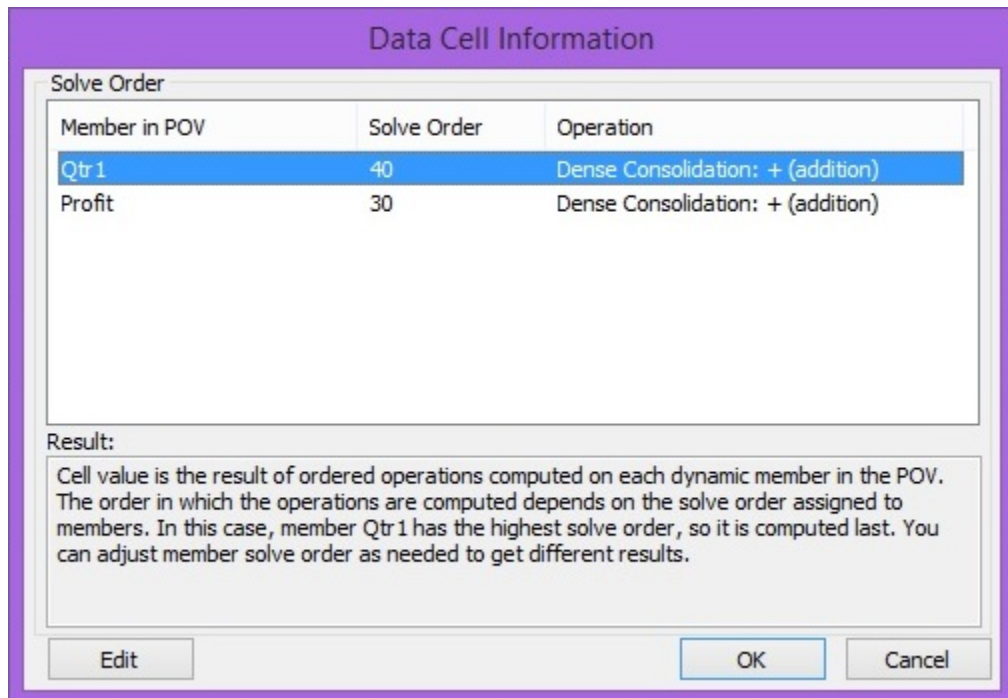 Data Cell Information
Solve Order
Member in POV Solve Order Operation
Qtr1 40 Dense Consolidation: + (addition)
Profit 30 Dense Consolidation: + (addition)
Result:
Cell value is the result of ordered operations computed on each dynamic member in the POV.
The order in which the operations are computed depends on the solve order assigned to
members. In this case, member Qtr1 has the highest solve order, so it is computed last. You
can adjust member solve order as needed to get different results.
Edit OK Cancel